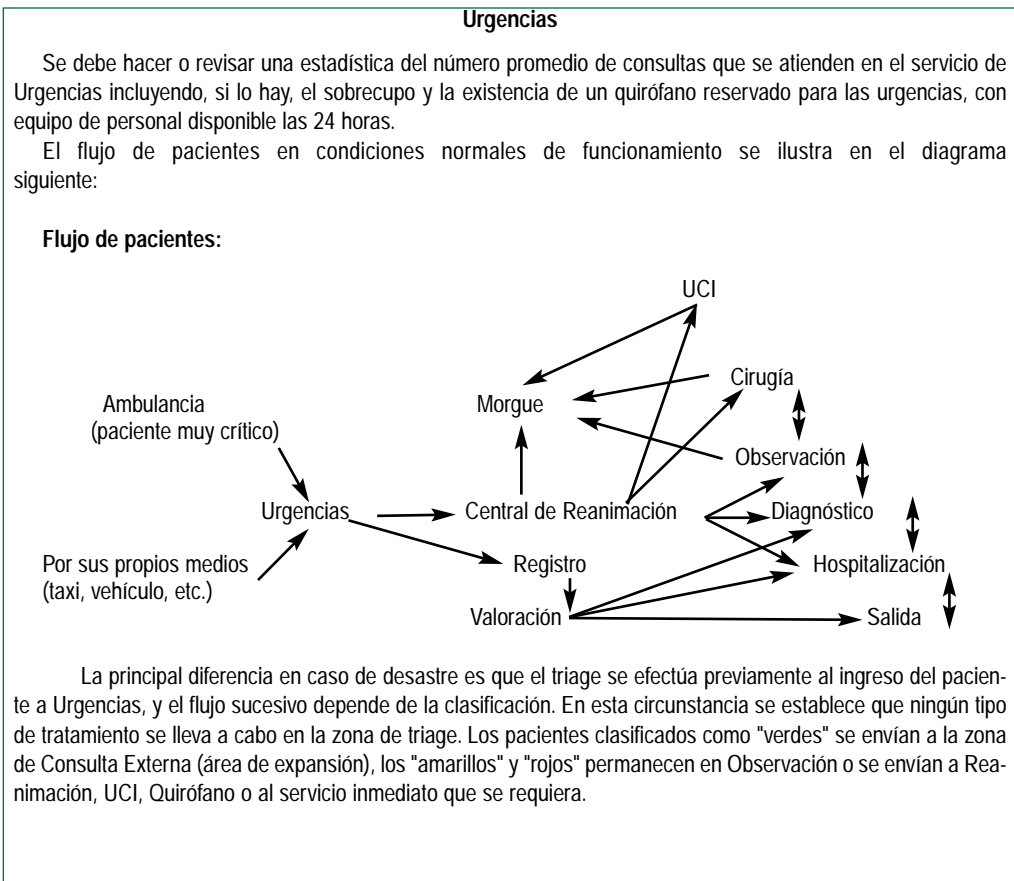 Urgencias
Se debe hacer o revisar una estadística del número promedio de consultas que se atienden en el servicio de
Urgencias incluyendo, si lo hay, el sobrecupo y la existencia de un quirófano reservado para las urgencias, con
equipo de personal disponible las 24 horas.
El flujo de pacientes en condiciones normales de funcionamiento se ilustra en el diagrama
siguiente:
Flujo de pacientes:
UCI
Cirugía
Ambulancia
(paciente muy crítico)
Morgue
Observación
Urgencias
Central de Reanimación
Diagnóstico
Por sus propios medios
(taxi, vehículo, etc.)
Registro
Hospitalización
Valoración
Salida
La principal diferencia en caso de desastre es que el triage se efectúa previamente al ingreso del pacien-
te a Urgencias, y el flujo sucesivo depende de la clasificación. En esta circunstancia se establece que ningún tipo
de tratamiento se lleva a cabo en la zona de triage. Los pacientes clasificados como "verdes" se envían a la zona
de Consulta Externa (área de expansión), los "amarillos" y "rojos" permanecen en Observación o se envían a Rea-
nimación, UCI, Quirófano o al servicio inmediato que se requiera.